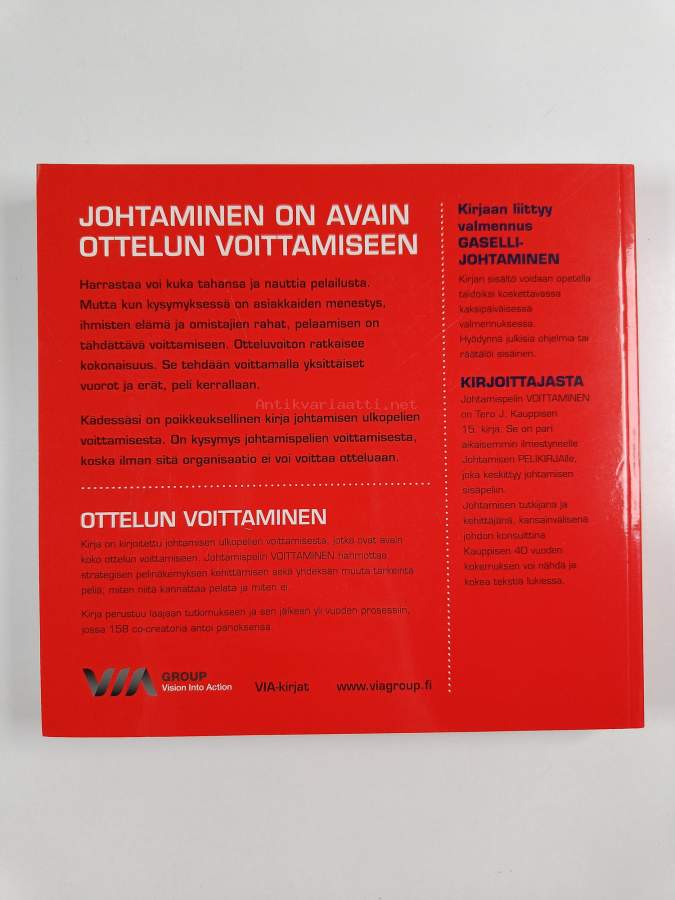 JOHTAMINEN ON AVAIN
OTTELUN VOITTAMISEEN
Harrastaa voi kuka tahansa ja nauttia pelailusta.
Mutta kun kysymyksessä on asiakkaiden menestys,
ihmisten elämä ja omistajien rahat, pelaamisen on
tähdättävä voittamiseen. Otteluvoiton ratkaisee
kokonaisuus. Se tehdään voittamalla yksittäiset
vuorot ja erät, peli kerrallaan.
Antikvariaatti.net
Kädessäsi on poikkeuksellinen kirja johtamisen ulkopelien
voittamisesta. On kysymys johtamispelien voittamisesta,
koska ilman sitä organisaatio ei voi voittaa otteluaan.
OTTELUN VOITTAMINEN
Kirja on kirjoitettu johtamisen ulkopelien voittamisesta, jotka ovat avain
koko ottelun voittamiseen. Johtamispelin VOITTAMINEN hahmottaa
strategisen pelinäkemyksen kehittämisen sekä yhdeksän muuta tärkeintä
peliä, miten niitä kannattaa pelata ja miten ei.
Kirja perustuu laajaan tutkimukseen ja sen jälkeen yli vuoden prosessiin,
jossa 158 co-creatoria antoi panoksensa.
VIA GROUP
Vision Into Action
VIA-kirjat
www.viagroup.fi
Kirjaan liittyy
valmennus
GASELLI-
JOHTAMINEN
Kirjan sisältö voidaan opetella
taidoiksi koskettavassa
kaksipäiväisessä
valmennuksessa.
Hyödynnä julkisia ohjelmia tai
räätälöi sisäinen.
KIRJOITTAJASTA
Johtamispelin VOITTAMINEN
on Tero J. Kauppisen
15. kirja. Se on pari
aikaisemmin ilmestyneelle
Johtamisen PELIKIRJAlle,
joka keskittyy johtamisen
sisäpeliin.
Johtamisen tutkijana ja
kehittäjänä, kansainvälisenä
johdon konsulttina
Kauppisen 40 vuoden
kokemuksen voi nähdä ja
kokea tekstiä lukiessa.